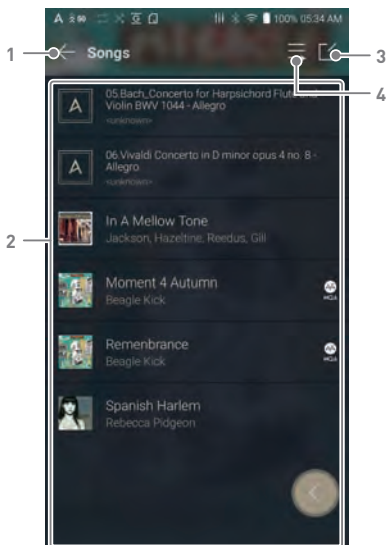 A 90 100% 05:34 AM
1
Songs
3
4
2
A
05.Bach_Concerto for Harpsichord Flute and
Violin BWV 1044 - Allegro
<unknown>
A
06.Vivaldi Concerto in D minor opus 4 no. 8 -
Allegro
<unknown>
In A Mellow Tone
Jackson, Hazeltine, Reedus, Gill
Moment 4 Autumn
Beagle Kick
MQA
Remenbrance
Beagle Kick
MQA
Spanish Harlem
Rebecca Pidgeon